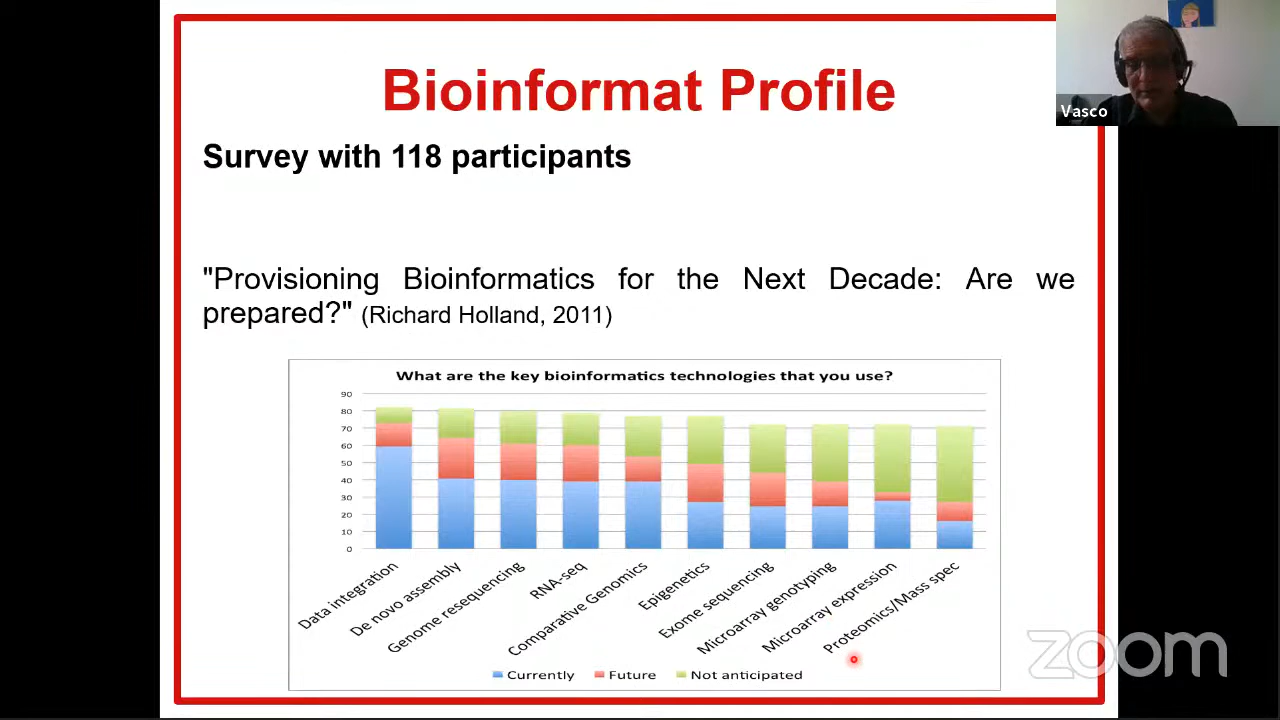 Bioinformat Profile
Vasco
Survey with 118 participants
"Provisioning Bioinformatics for the Next Decade: Are we
prepared?" (Richard Holland, 2011)
What are the key bioinformatics technologies that you use?
90
80
70
60
50
40
30
20
10
0
Data integration
De novo assembly
Genome resequencing
RNA-seq
Comparative Genomics
Epigenetics
Exome sequencing
Microarray genotyping
Microarray expression
Proteomics/Mass spec
Currently Future Not anticipated
zoom